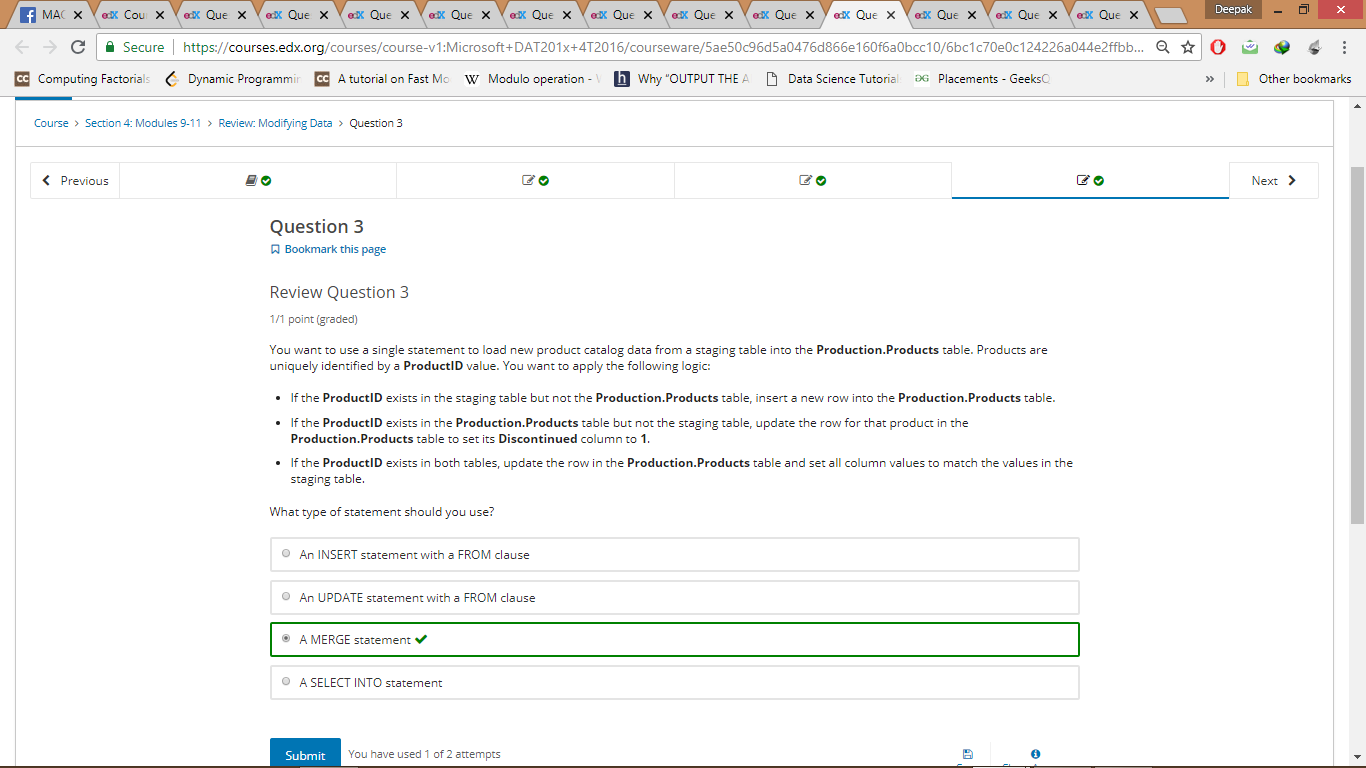 MAC
Cou
Que
Que
Que
Que
Que
Que
Que
Que
Que
Que
Que
Que
Deepak
Secure
https://courses.edx.org/courses/course-v1:Microsoft+DAT201x+4T2016/courseware/5ae50c96d5a0476d866e160f6a0bcc10/6bc1c70e0c124226a044e2ffbb...
CC Computing Factorials
Dynamic Programmin
CC A tutorial on Fast Mo
W Modulo operation - W
h Why “OUTPUT THE A
Data Science Tutorial
Placements - GeeksQ
»
Other bookmarks
Course > Section 4: Modules 9-11 > Review: Modifying Data > Question 3
Previous
Next
Question 3
Bookmark this page
Review Question 3
1/1 point (graded)
You want to use a single statement to load new product catalog data from a staging table into the Production.Products table. Products are
uniquely identified by a ProductID value. You want to apply the following logic:
• If the ProductID exists in the staging table but not the Production.Products table, insert a new row into the Production.Products table.
• If the ProductID exists in the Production.Products table but not the staging table, update the row for that product in the
Production.Products table to set its Discontinued column to 1.
• If the ProductID exists in both tables, update the row in the Production.Products table and set all column values to match the values in the
staging table.
What type of statement should you use?
An INSERT statement with a FROM clause
An UPDATE statement with a FROM clause
A MERGE statement
A SELECT INTO statement
Submit
You have used 1 of 2 attempts